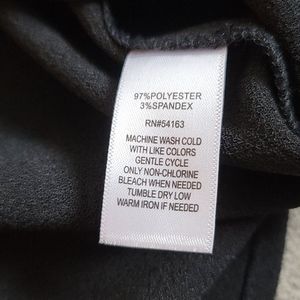 97%POLYESTER
3%SPANDEX
RN#54163
MACHINE WASH COLD
WITH LIKE COLORS
GENTLE CYCLE
ONLY NON-CHLORINE
BLEACH WHEN NEEDED
TUMBLE DRY LOW
WARM IRON IF NEEDED